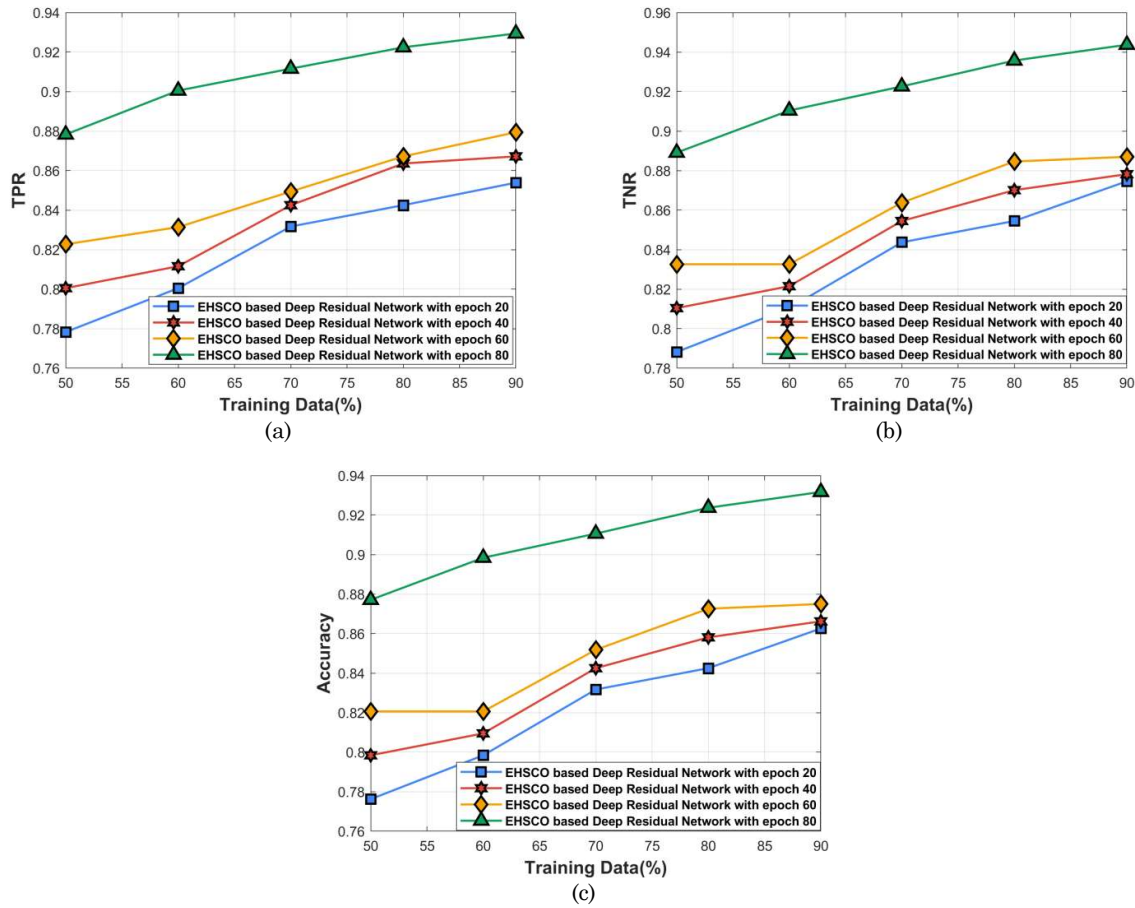 0.94
0.92
0.9
0.88
0.86
0.84
0.82
0.8
0.78
0.76
TPR
EHSCO based Deep Residual Network with epoch 20
EHSCO based Deep Residual Network with epoch 40
EHSCO based Deep Residual Network with epoch 60
EHSCO based Deep Residual Network with epoch 80
50 55 60 65 70 75 80 85 90
Training Data(%)
(a)
0.96
0.94
0.92
0.9
0.88
0.86
0.84
0.82
0.8
0.78
TNR
EHSCO based Deep Residual Network with epoch 20
EHSCO based Deep Residual Network with epoch 40
EHSCO based Deep Residual Network with epoch 60
EHSCO based Deep Residual Network with epoch 80
50 55 60 65 70 75 80 85 90
Training Data(%)
(b)
0.94
0.92
0.9
0.88
0.86
0.84
0.82
0.8
0.78
0.76
Accuracy
EHSCO based Deep Residual Network with epoch 20
EHSCO based Deep Residual Network with epoch 40
EHSCO based Deep Residual Network with epoch 60
EHSCO based Deep Residual Network with epoch 80
50 55 60 65 70 75 80 85 90
Training Data(%)
(c)